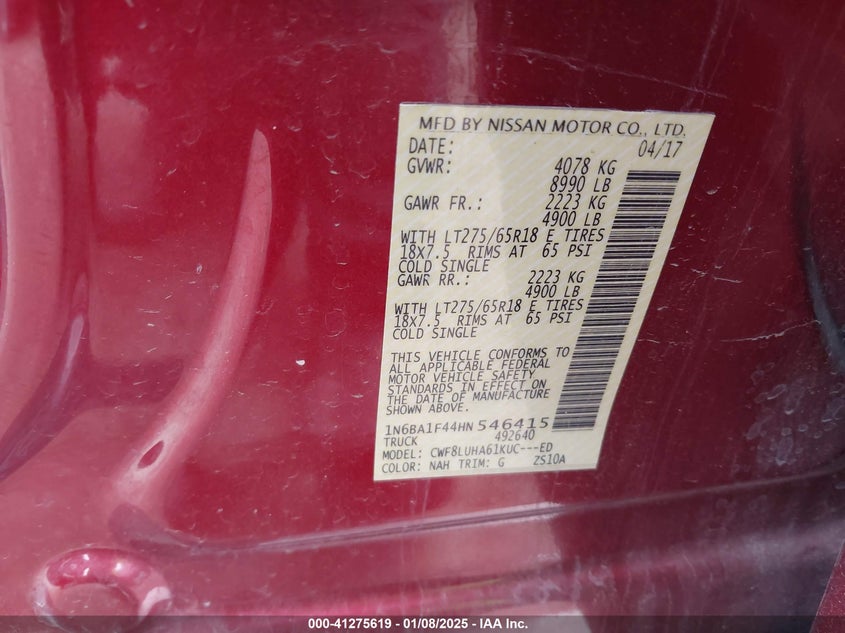 MFD BY NISSAN MOTOR CO., LTD.
DATE: 04/17
GVWR: 4078 KG
8990 LB
GAWR FR.: 2223 KG
4900 LB
WITH LT275/65R18 E TIRES
18X7.5 RIMS AT 65 PSI
COLD SINGLE
GAWR RR.: 2223 KG
4900 LB
WITH LT275/65R18 E TIRES
18X7.5 RIMS AT 65 PSI
COLD SINGLE
THIS VEHICLE CONFORMS TO
ALL APPLICABLE FEDERAL
MOTOR VEHICLE SAFETY
STANDARDS IN EFFECT ON
THE DATE OF MANUFACTURE
SHOWN ABOVE.
1N6BA1F44HN 546415
TRUCK 492640
MODEL: CWF8LUHA61KUC---ED
COLOR: NAH TRIM: G ZS10A
000-41275619 - 01/08/2025 - IAA Inc.